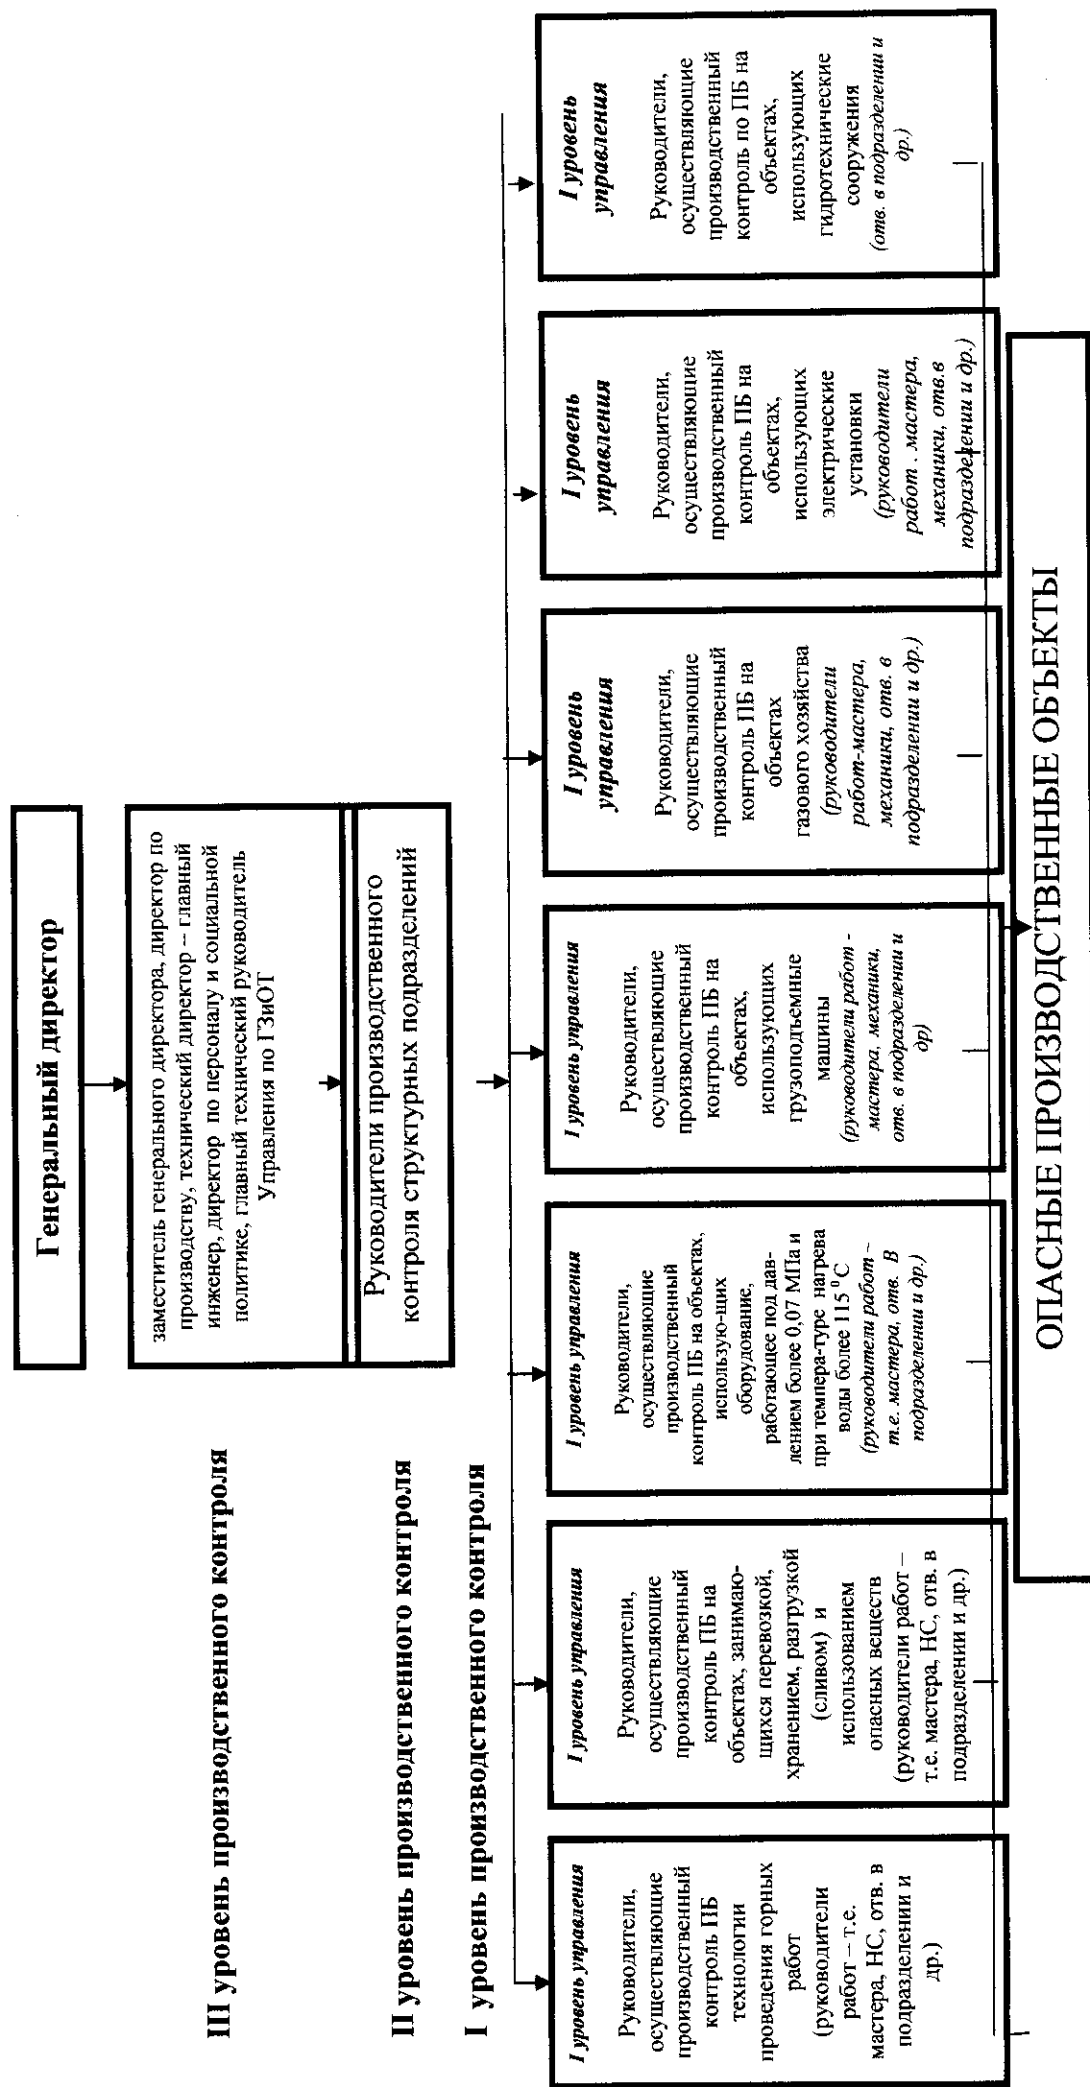 Генеральный директор
III уровень производственного контроля
заместитель генерального директора, директор по
производству, технический директор – главный
инженер, директор по персоналу и социальной
политике, главный технический руководитель
Управления по ГЗиОТ
II уровень производственного контроля
Руководители производственного
контроля структурных подразделений
I уровень производственного контроля
I уровень управления
Руководители,
осуществляющие
производственный
контроль ПБ
технологии
проведения горных
работ
(руководители
работ – т.е.
мастера, НС, отв. в
подразделении и
др.)
I уровень управления
Руководители,
осуществляющие
производственный
контроль ПБ на
объектах, занимаю-
щихся перевозкой,
хранением, разгрузкой
(сливом) и
использованием
опасных веществ
(руководители работ –
т.е. мастера, НС, отв. в
подразделении и др.)
I уровень управления
Руководители,
осуществляющие
производственный
контроль ПБ на объектах,
использую-щих
оборудование,
работающее под дав-
лением более 0,07 МПа и
при темпера-туре нагрева
воды более 115 ⁰ С
(руководители работ –
т.е. мастера, отв. В
подразделении и др.)
I уровень управления
Руководители,
осуществляющие
производственный
контроль ПБ на
объектах,
использующих
грузоподъемные
машины
(руководители работ -
мастера, механики,
отв. в подразделении и
др)
I уровень
управления
Руководители,
осуществляющие
производственный
контроль ПБ на
объектах
газового хозяйства
(руководители
работ-мастера,
механики, отв. в
подразделении и др.)
I уровень
управления
Руководители,
осуществляющие
производственный
контроль ПБ на
объектах,
использующих
электрические
установки
(руководители
работ . мастера,
механики, отв.в
подразделении и др.)
I уровень
управления
Руководители,
осуществляющие
производственный
контроль по ПБ на
объектах,
использующих
гидротехнические
сооружения
(отв. в подразделении и
др.)
ОПАСНЫЕ ПРОИЗВОДСТВЕННЫЕ ОБЪЕКТЫ